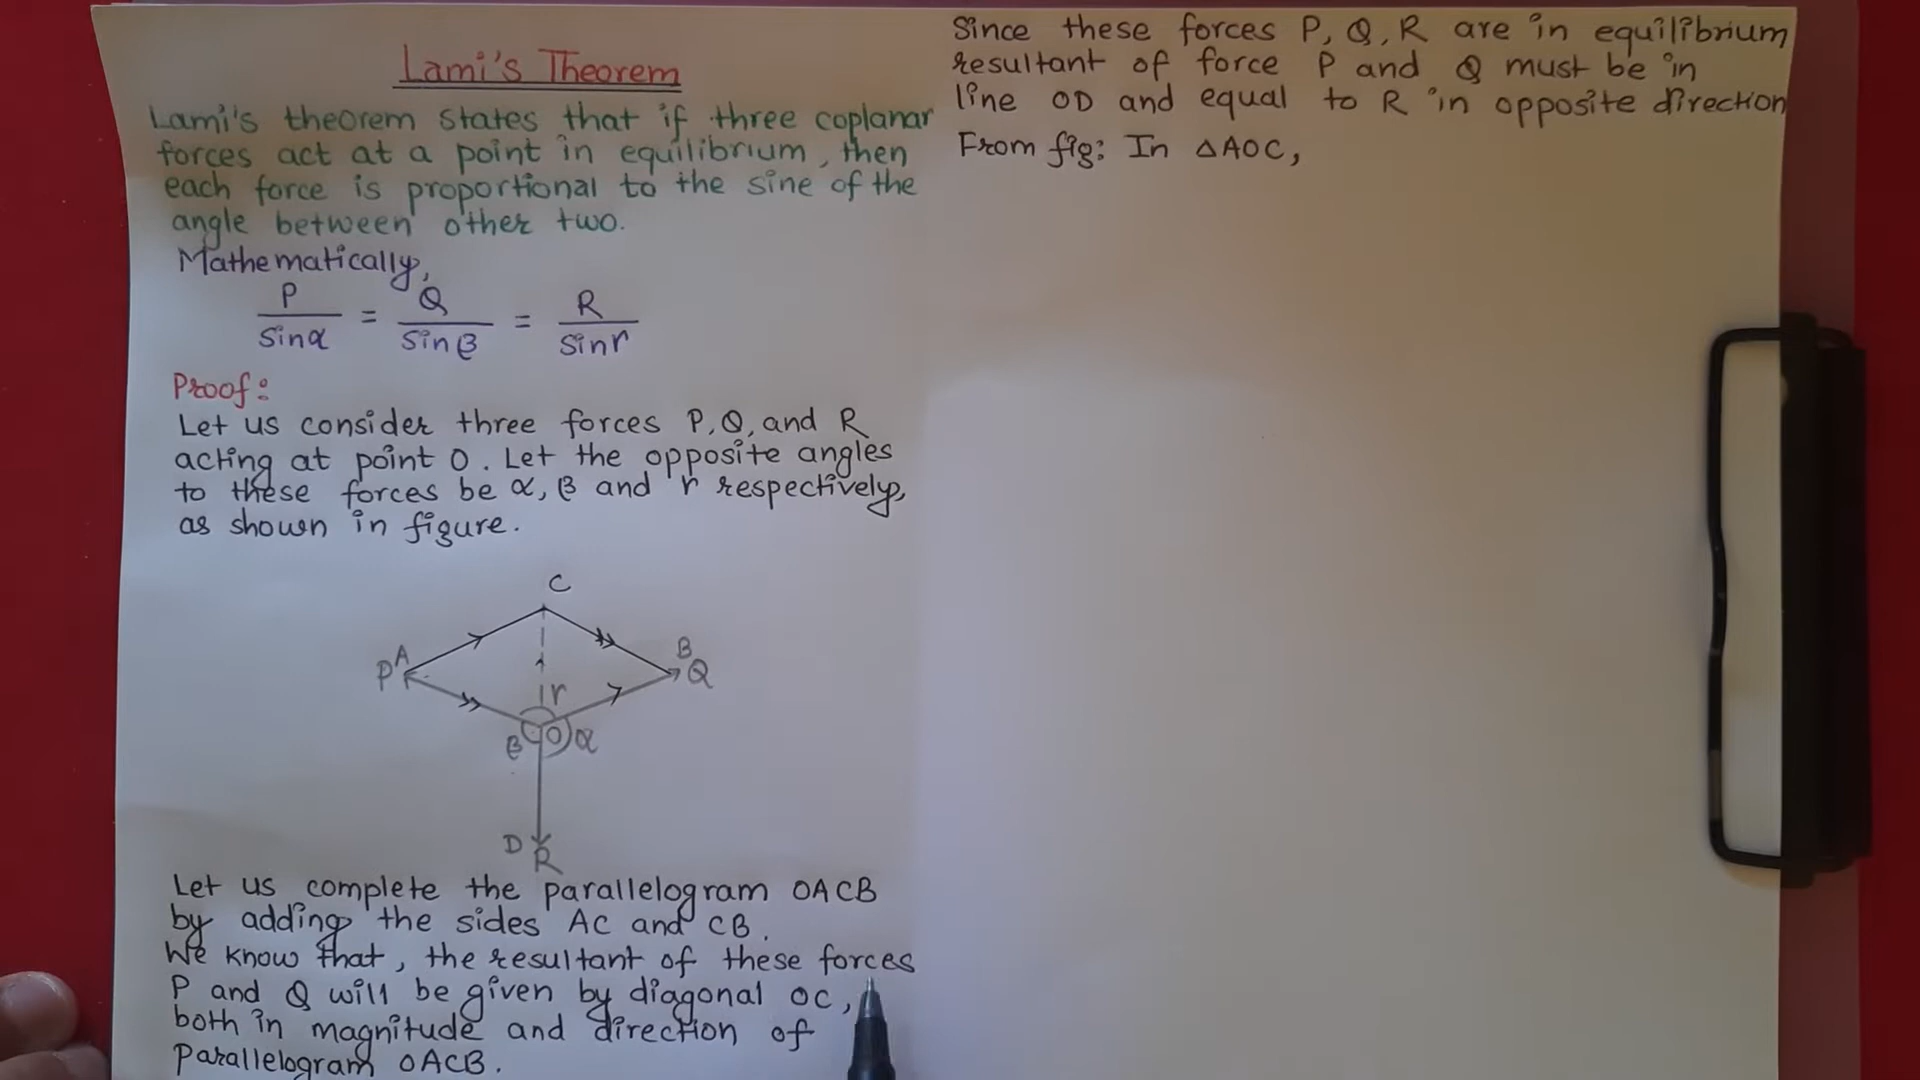 Lami's Theorem
Lami's theorem states that if three coplanar
forces act at a point in equilibrium, then
each force is proportional to the sine of the
angle between other two.
Mathematically,
P/sinα = Q/sinβ = R/sinr
Proof:
Let us consider three forces P, Q, and R
acting at point O. Let the opposite angles
to these forces be α, β and r respectively,
as shown in figure.
C
P A
B
Q
r
β O α
D
R
Let us complete the parallelogram OACB
by adding the sides AC and CB.
We know that, the resultant of these forces
P and Q will be given by diagonal OC,
both in magnitude and direction of
parallelogram OACB.
Since these forces P, Q, R are in equilibrium
resultant of force P and Q must be in
line OD and equal to R in opposite direction
From fig: In △AOC,